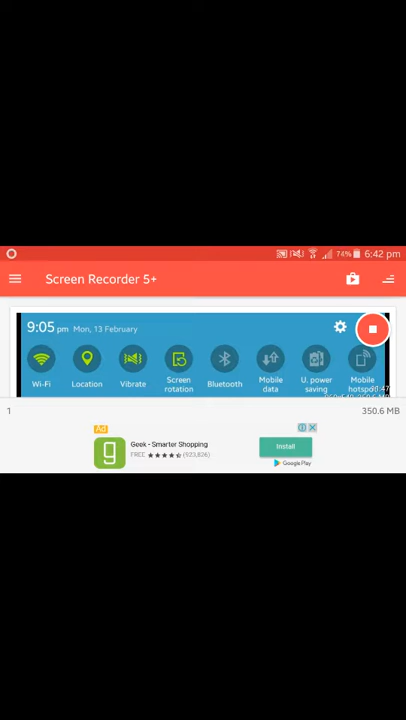 74% 6:42 pm
Screen Recorder 5+
9:05 pm Mon, 13 February
Wi-Fi
Location
Vibrate
Screen rotation
Bluetooth
Mobile data
U. power saving
Mobile hotspot
1
350.6 MB
Ad
Geek - Smarter Shopping
FREE
(923,826)
Install
Google Play